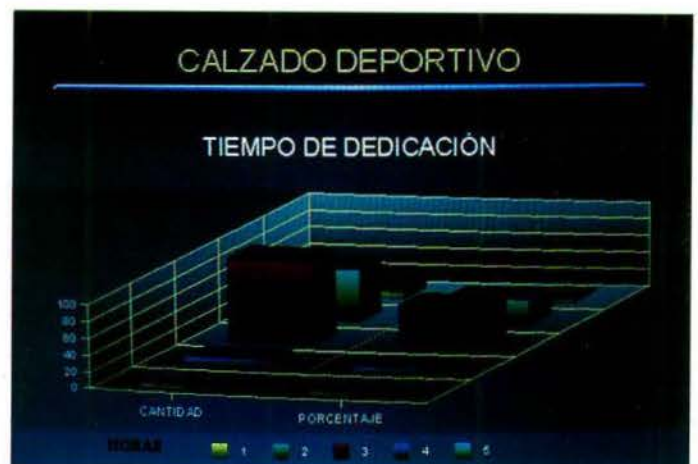 CALZADO DEPORTIVO
TIEMPO DE DEDICACIÓN
100
80
60
40
20
0
CANTIDAD
PORCENTAJE
HORAS 1 2 3 4 5